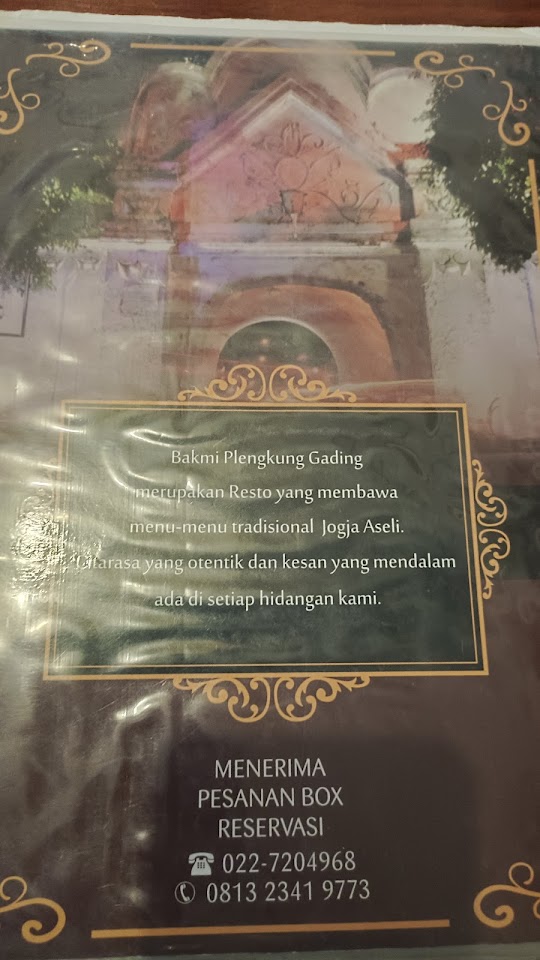 Bakmi Plengkung Gading
merupakan Resto yang membawa
menu-menu tradisional Jogja Aseli.
Citarasa yang otentik dan kesan yang mendalam
ada di setiap hidangan kami.
MENERIMA
PESANAN BOX
RESERVASI
022-7204968
0813 2341 9773